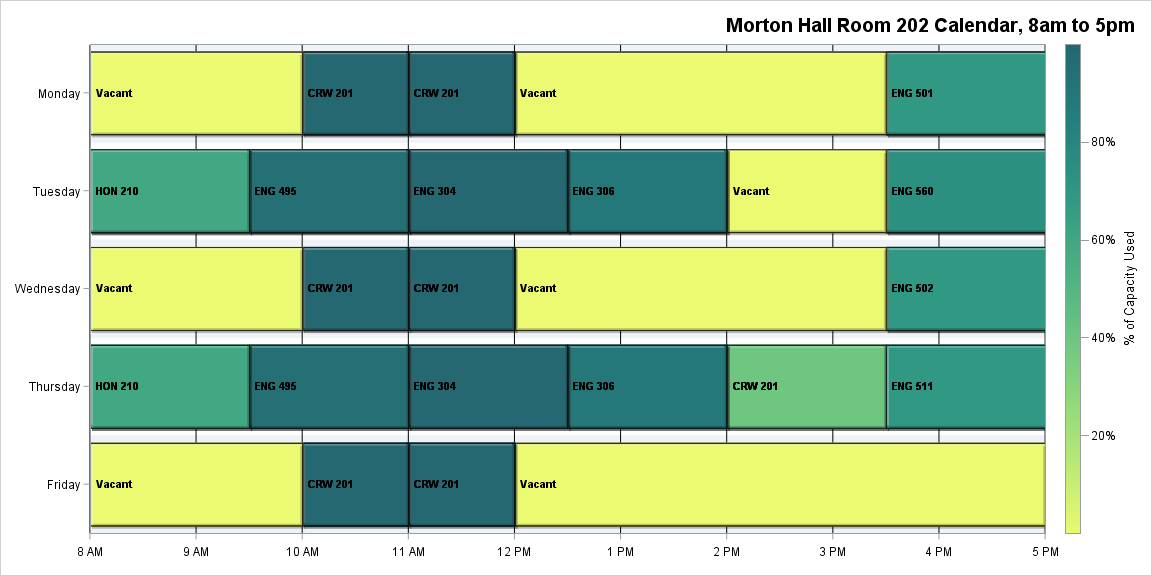 Morton Hall Room 202 Calendar, 8am to 5pm
Monday
Vacant
CRW 201
CRW 201
Vacant
ENG 501
Tuesday
HON 210
ENG 495
ENG 304
ENG 306
Vacant
ENG 560
Wednesday
Vacant
CRW 201
CRW 201
Vacant
ENG 502
Thursday
HON 210
ENG 495
ENG 304
ENG 306
CRW 201
ENG 511
Friday
Vacant
CRW 201
CRW 201
Vacant
8 AM
9 AM
10 AM
11 AM
12 PM
1 PM
2 PM
3 PM
4 PM
5 PM
80%
60%
40%
20%
% of Capacity Used